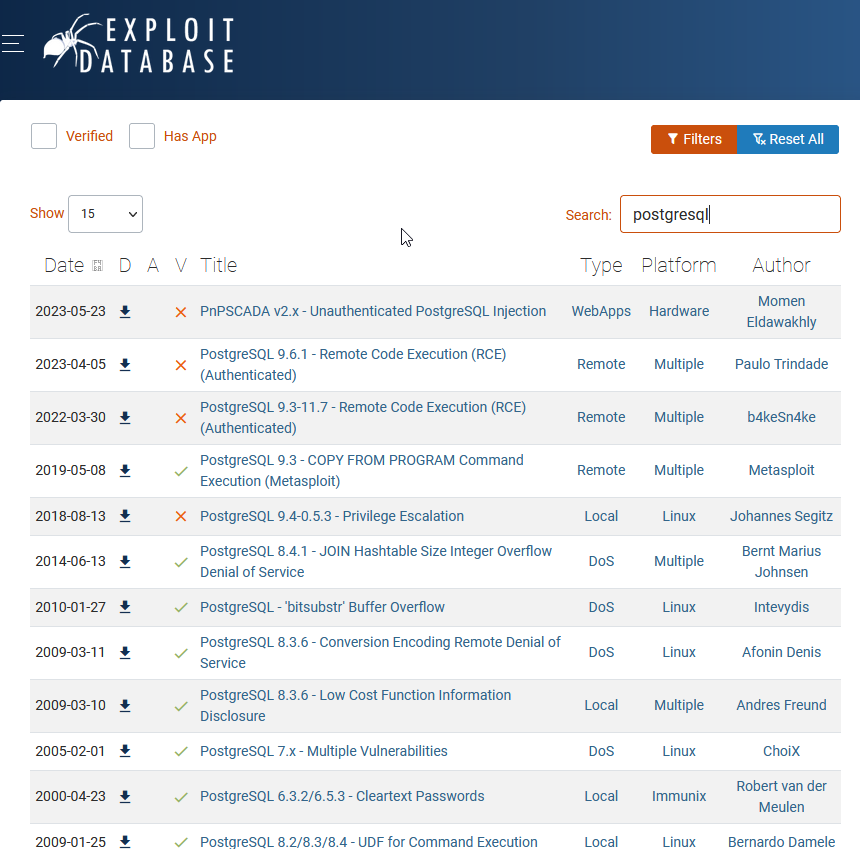 EXPLOIT
DATABASE
Verified Has App Filters Reset All
Show 15 Search: postgresql
Date D A V Title Type Platform Author
2023-05-23 PnPSCADA v2.x - Unauthenticated PostgreSQL Injection WebApps Hardware Momen
Eldawakhly
2023-04-05 PostgreSQL 9.6.1 - Remote Code Execution (RCE)
(Authenticated) Remote Multiple Paulo Trindade
2022-03-30 PostgreSQL 9.3-11.7 - Remote Code Execution (RCE)
(Authenticated) Remote Multiple b4keSn4ke
2019-05-08 PostgreSQL 9.3 - COPY FROM PROGRAM Command
Execution (Metasploit) Remote Multiple Metasploit
2018-08-13 PostgreSQL 9.4-0.5.3 - Privilege Escalation Local Linux Johannes Segitz
2014-06-13 PostgreSQL 8.4.1 - JOIN Hashtable Size Integer Overflow
Denial of Service DoS Multiple Bernt Marius
Johnsen
2010-01-27 PostgreSQL - 'bitsubstr' Buffer Overflow DoS Linux Intevydis
2009-03-11 PostgreSQL 8.3.6 - Conversion Encoding Remote Denial of
Service DoS Linux Afonin Denis
2009-03-10 PostgreSQL 8.3.6 - Low Cost Function Information
Disclosure Local Multiple Andres Freund
2005-02-01 PostgreSQL 7.x - Multiple Vulnerabilities DoS Linux ChoiX
2000-04-23 PostgreSQL 6.3.2/6.5.3 - Cleartext Passwords Local Immunix Robert van der
Meulen
2009-01-25 PostgreSQL 8.2/8.3/8.4 - UDF for Command Execution Local Linux Bernardo Damele